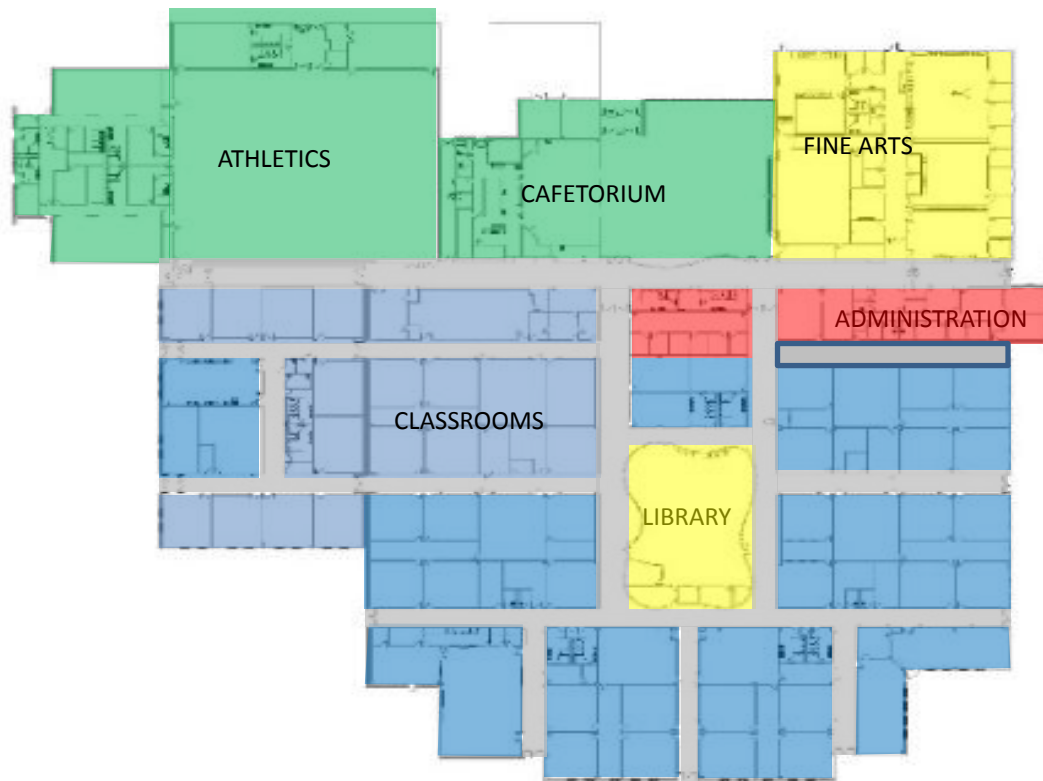 ATHLETICS
FINE ARTS
CAFETORIUM
ADMINISTRATION
CLASSROOMS
LIBRARY